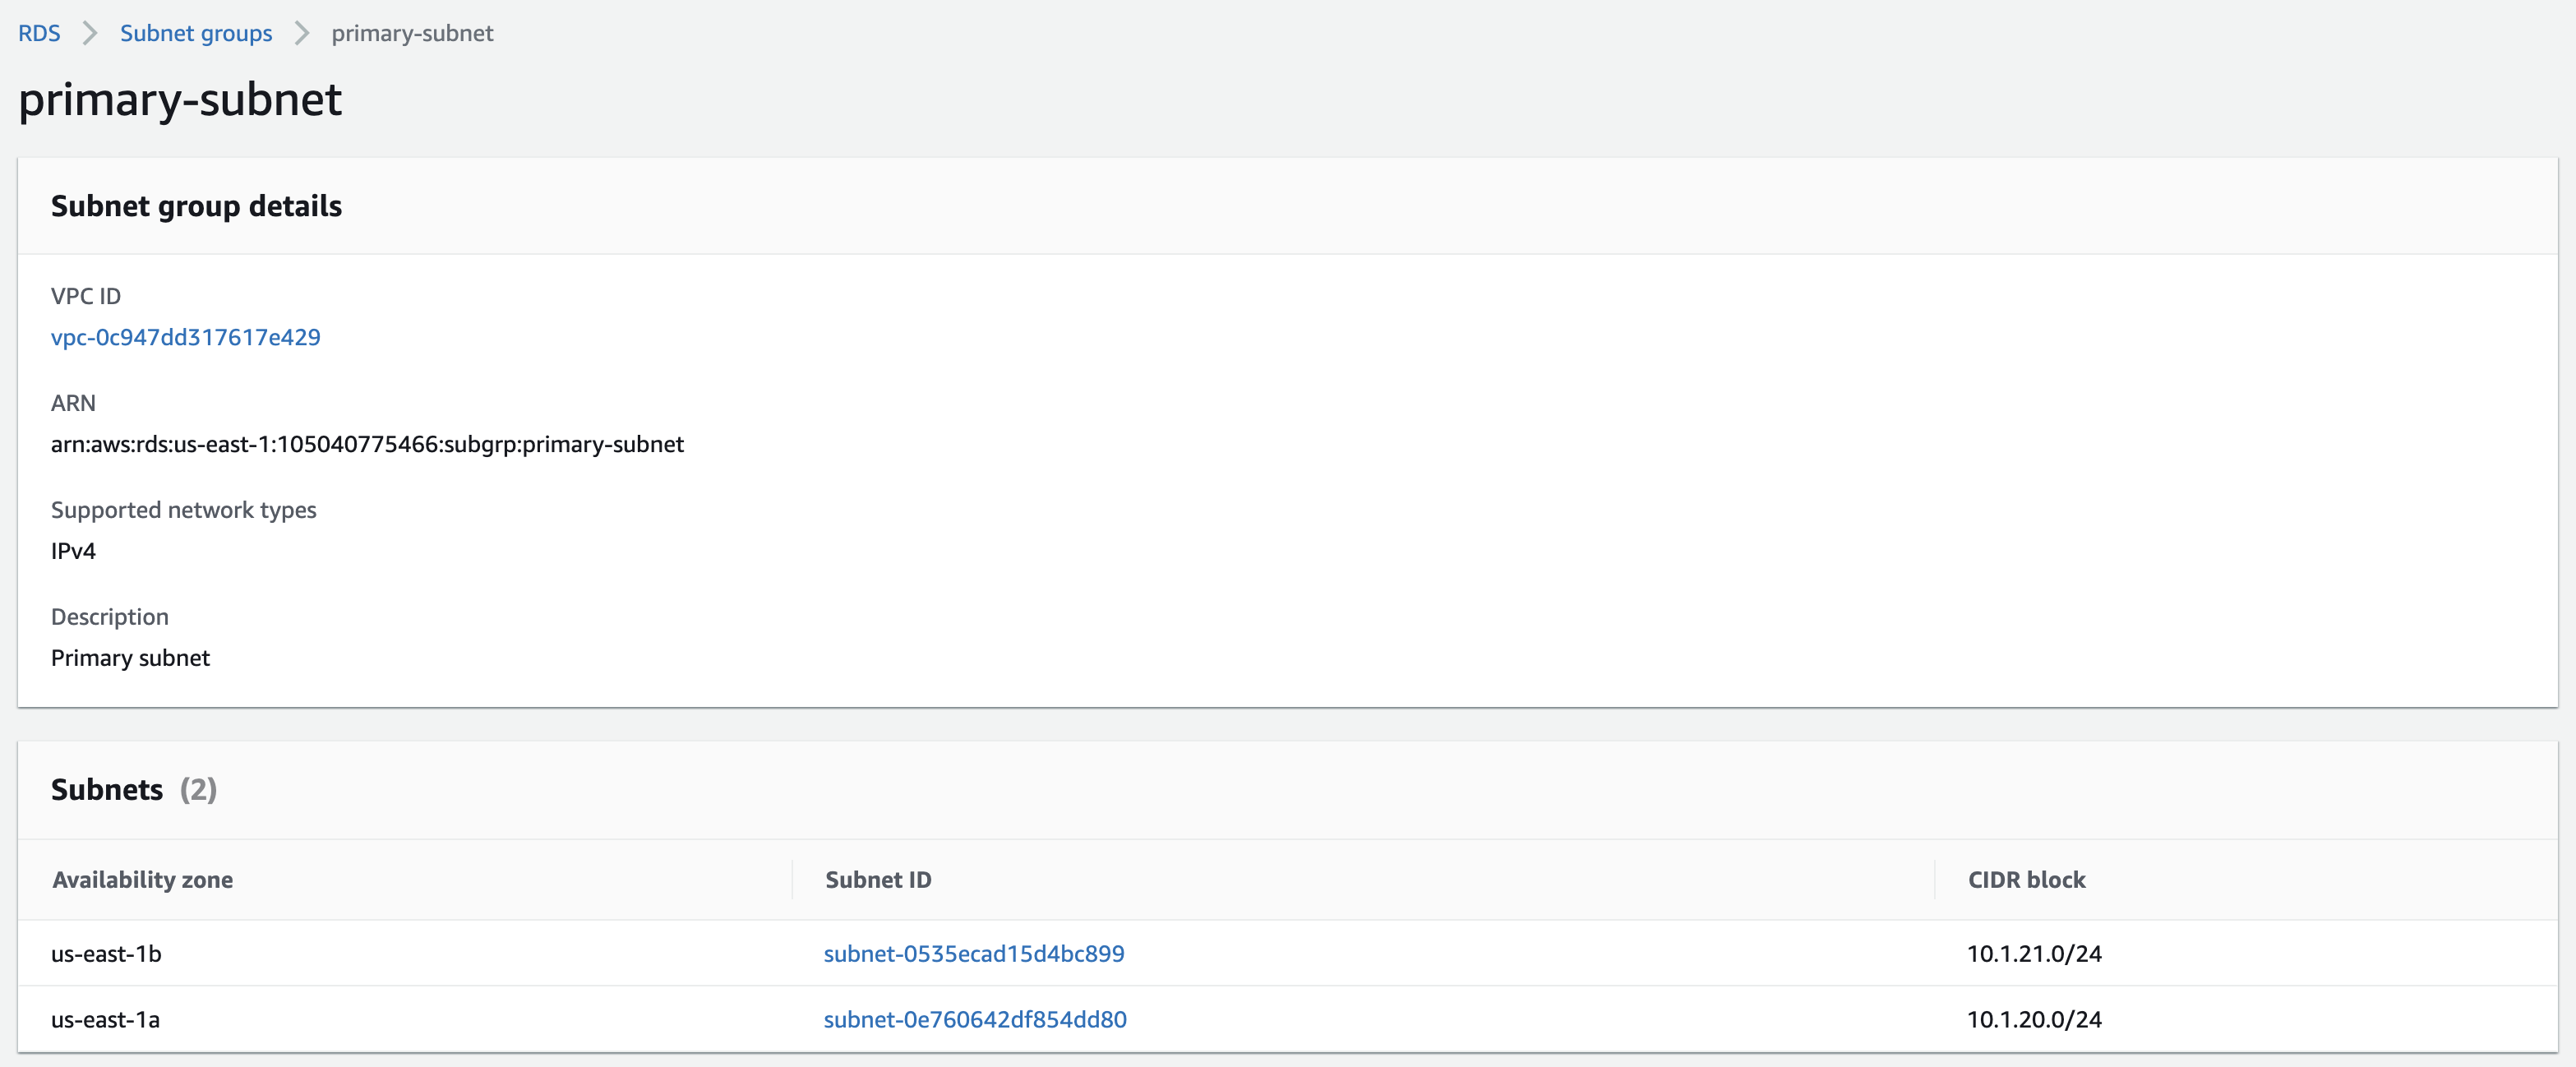 RDS Subnet groups primary-subnet
primary-subnet
Subnet group details
VPC ID
vpc-0c947dd317617e429
ARN
arn:aws:rds:us-east-1:105040775466:subgrp:primary-subnet
Supported network types
IPv4
Description
Primary subnet
Subnets (2)
Availability zone Subnet ID CIDR block
us-east-1b subnet-0535ecad15d4bc899 10.1.21.0/24
us-east-1a subnet-0e760642df854dd80 10.1.20.0/24